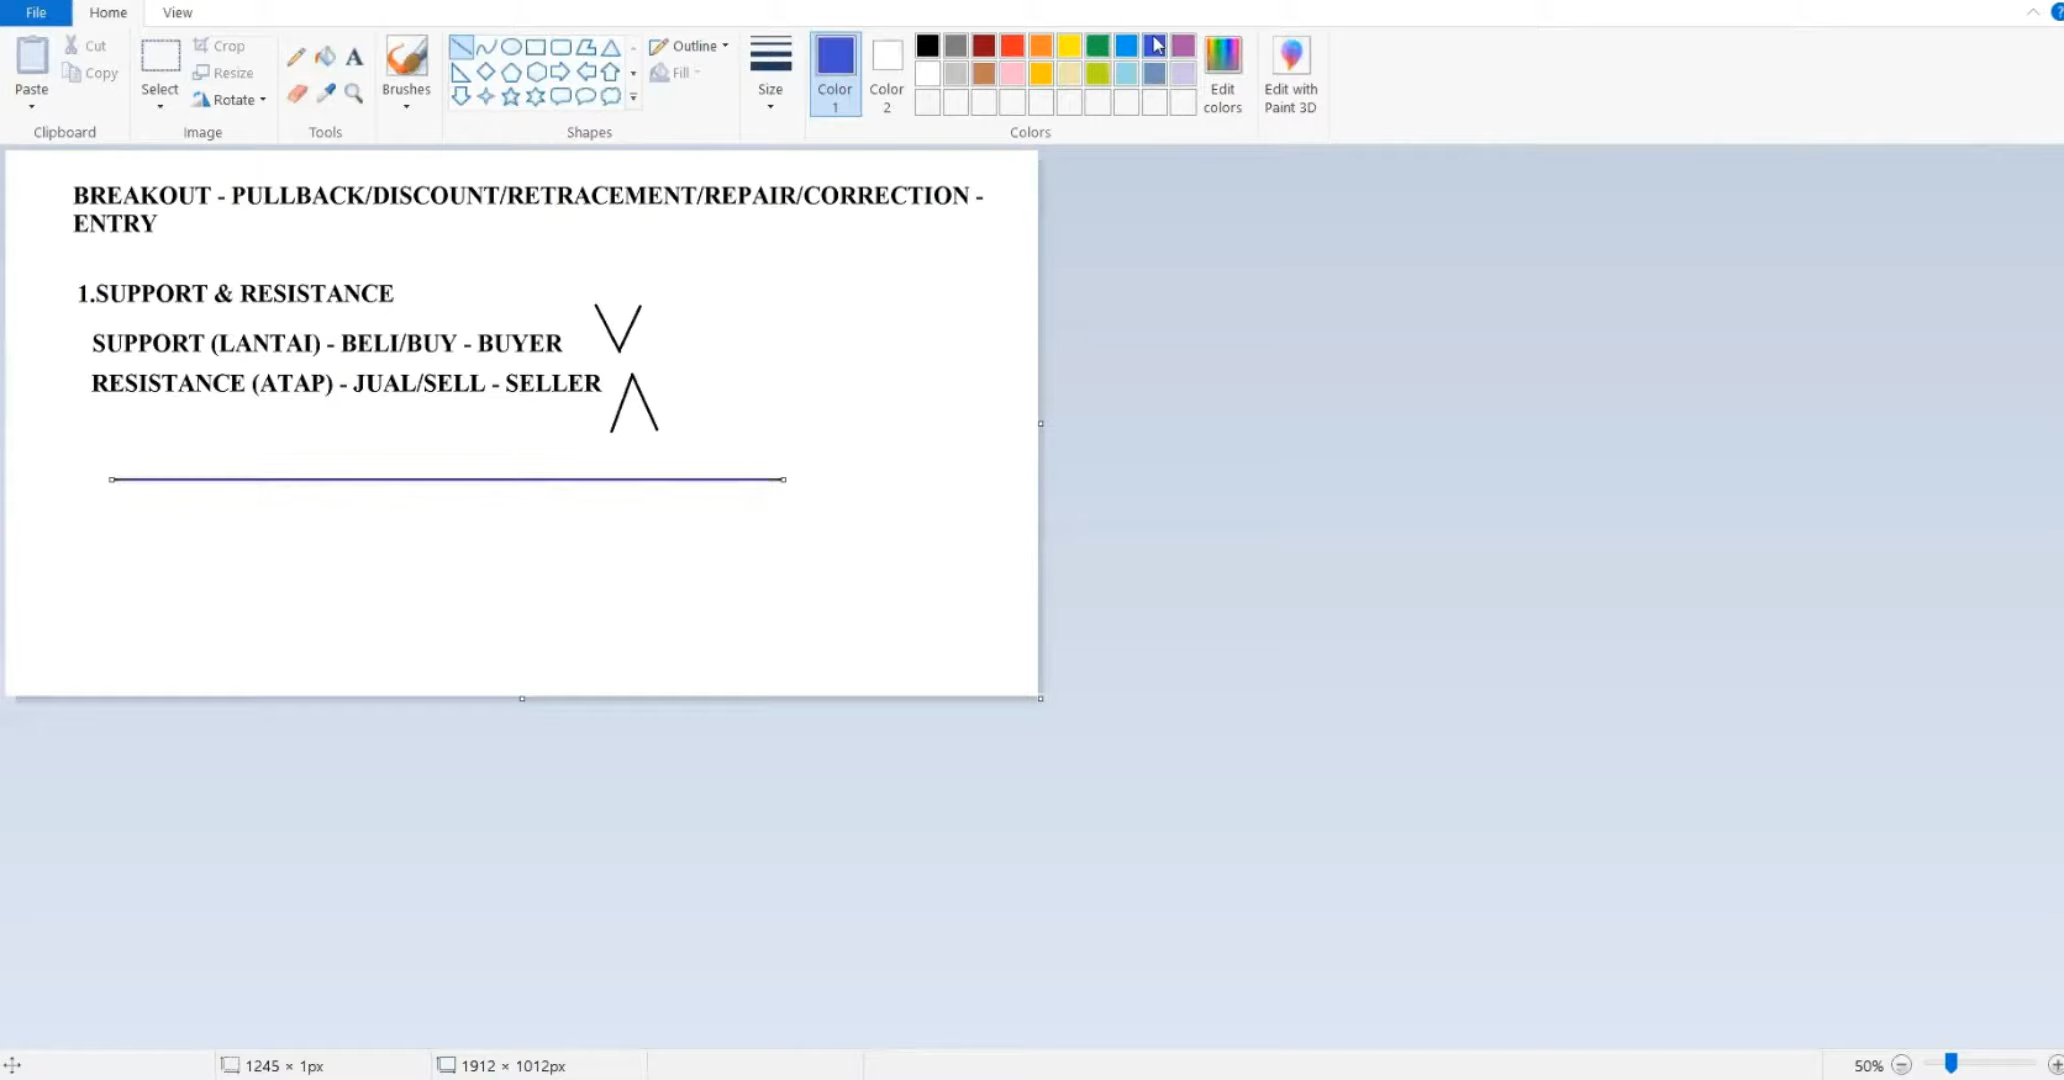 File Home View
Paste Cut Copy Select Crop Resize Rotate Brushes Outline Fill Size Color 1 Color 2 Edit colors Edit with Paint 3D
Clipboard Image Tools Shapes Colors
BREAKOUT - PULLBACK/DISCOUNT/RETRACEMENT/REPAIR/CORRECTION -
ENTRY
1.SUPPORT & RESISTANCE
SUPPORT (LANTAI) - BELI/BUY - BUYER
RESISTANCE (ATAP) - JUAL/SELL - SELLER
1245 × 1px 1912 × 1012px 50%